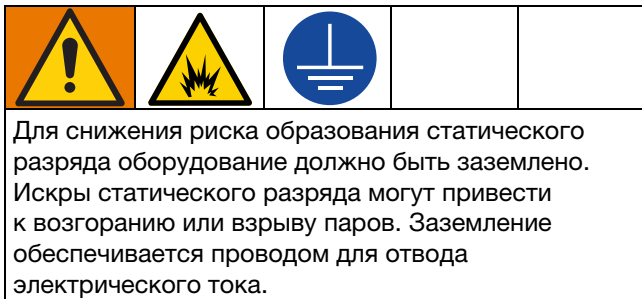 Для снижения риска образования статического
разряда оборудование должно быть заземлено.
Искры статического разряда могут привести
к возгоранию или взрыву паров. Заземление
обеспечивается проводом для отвода
электрического тока.